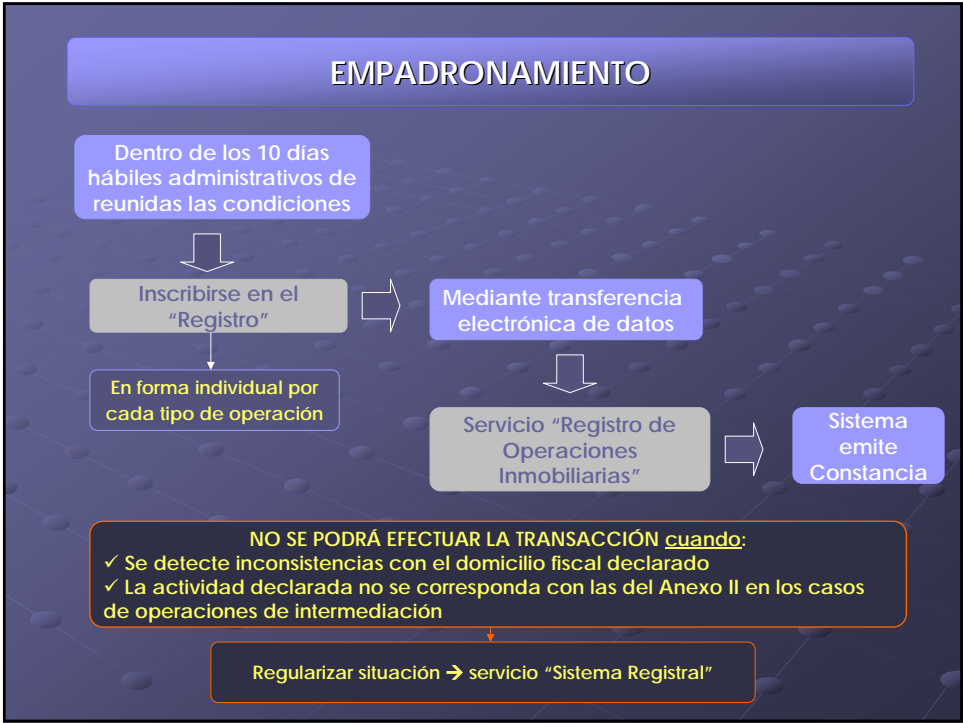 EMPADRONAMIENTO
Dentro de los 10 días
hábiles administrativos de
reunidas las condiciones
Inscribirse en el
“Registro”
Mediante transferencia
electrónica de datos
En forma individual por
cada tipo de operación
Servicio “Registro de
Operaciones
Inmobiliarias”
Sistema
emite
Constancia
NO SE PODRÁ EFECTUAR LA TRANSACCIÓN cuando:
✓ Se detecte inconsistencias con el domicilio fiscal declarado
✓ La actividad declarada no se corresponda con las del Anexo II en los casos
de operaciones de intermediación
Regularizar situación → servicio “Sistema Registral”